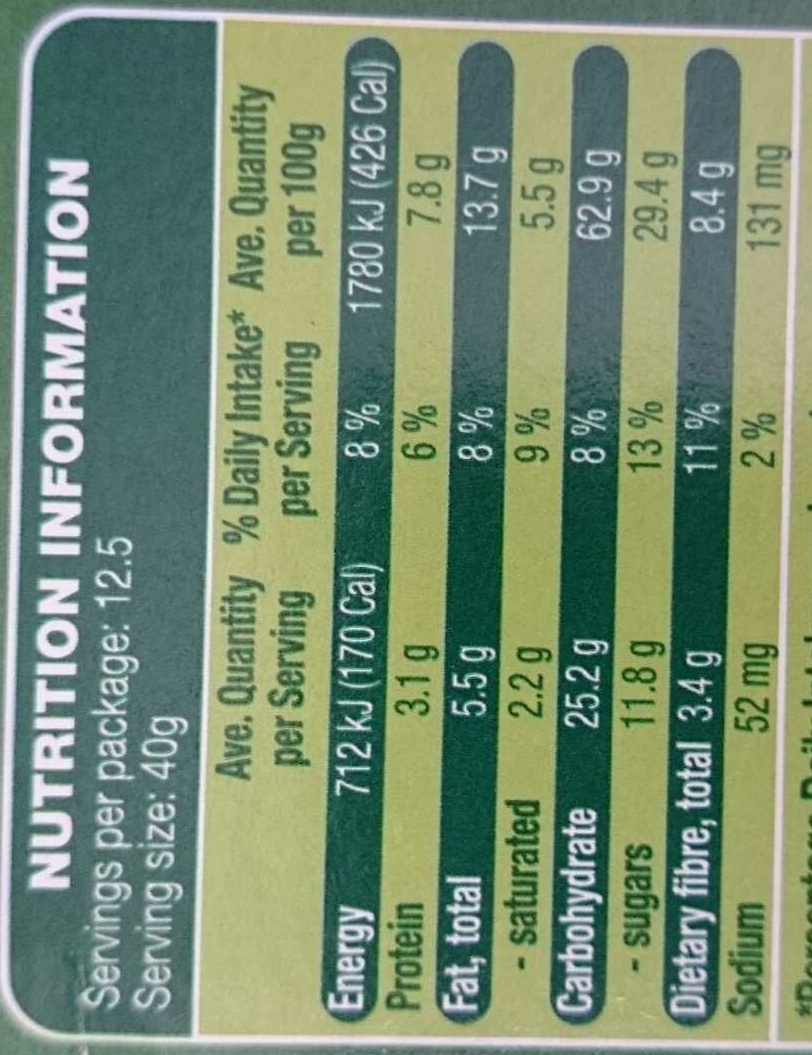 NUTRITION INFORMATION
Servings per package: 12.5
Serving size: 40g
Ave. Quantity % Daily Intake* Ave. Quantity
per Serving per Serving per 100g
Energy 712 kJ (170 Cal) 8 % 1780 kJ (426 Cal)
Protein 3.1 g 6 % 7.8 g
Fat, total 5.5 g 8 % 13.7 g
- saturated 2.2 g 9 % 5.5 g
Carbohydrate 25.2 g 8 % 62.9 g
- sugars 11.8 g 13 % 29.4 g
Dietary fibre, total 3.4 g 11 % 8.4 g
Sodium 52 mg 2 % 131 mg